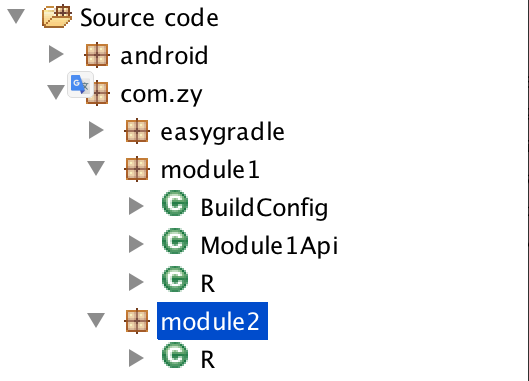 Source code
android
com.zy
easygradle
module1
BuildConfig
Module1Api
R
module2
R